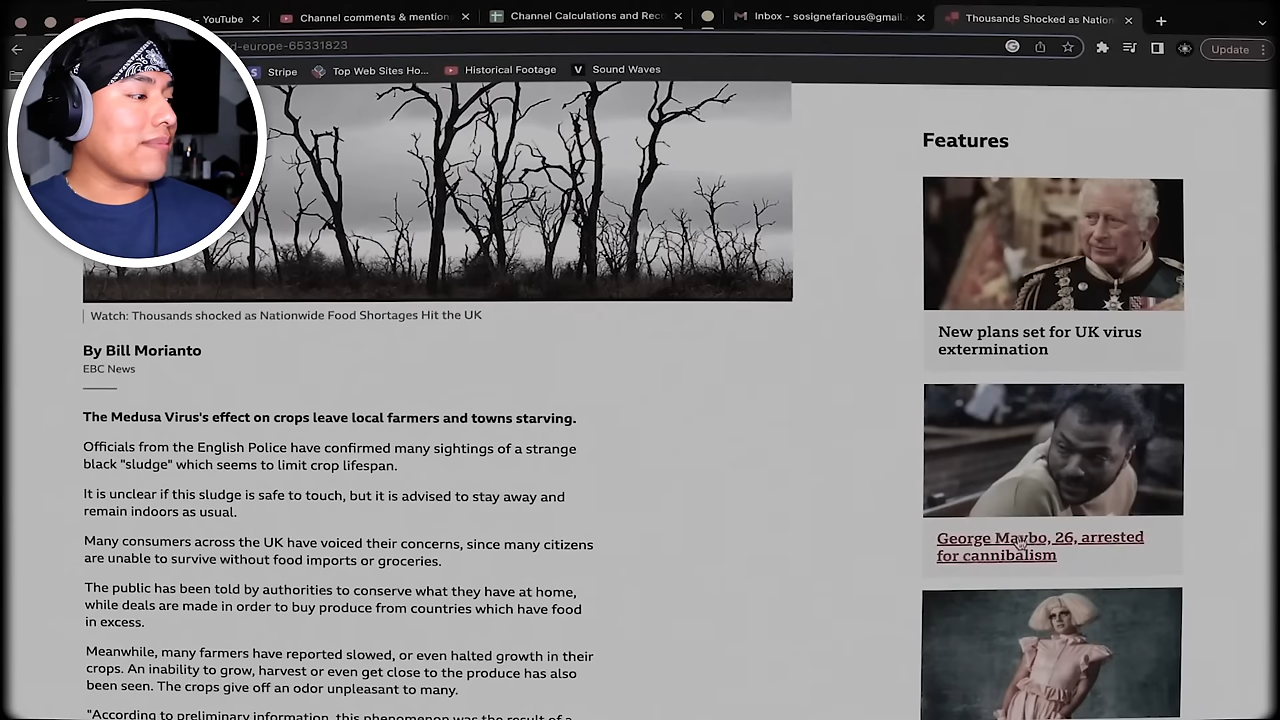 - YouTube
Channel comments & mention
Channel Calculations and Rec
Inbox - sosignefarious@gmail.
Thousands Shocked as Nation
d-europe-65331823
Update
Stripe
Top Web Sites Ho...
Historical Footage
Sound Waves
Watch: Thousands shocked as Nationwide Food Shortages Hit the UK
By Bill Morianto
EBC News
The Medusa Virus's effect on crops leave local farmers and towns starving.
Officials from the English Police have confirmed many sightings of a strange
black "sludge" which seems to limit crop lifespan.
It is unclear if this sludge is safe to touch, but it is advised to stay away and
remain indoors as usual.
Many consumers across the UK have voiced their concerns, since many citizens
are unable to survive without food imports or groceries.
The public has been told by authorities to conserve what they have at home,
while deals are made in order to buy produce from countries which have food
in excess.
Meanwhile, many farmers have reported slowed, or even halted growth in their
crops. An inability to grow, harvest or even get close to the produce has also
been seen. The crops give off an odor unpleasant to many.
"According to preliminary information, this phenomenon was the result of a
Features
New plans set for UK virus
extermination
George 26, arrested
for cannibalism